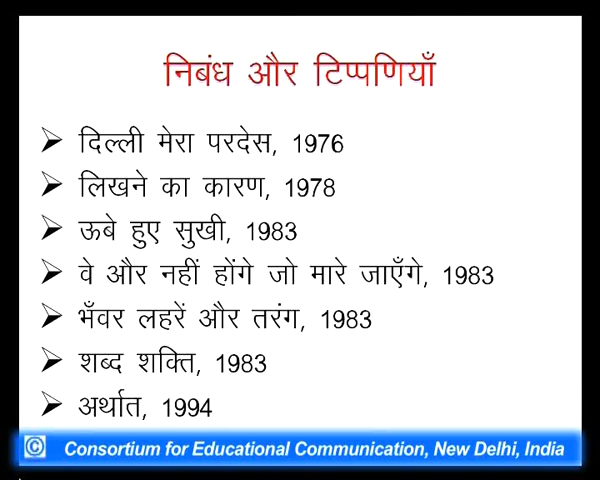 निबंध और टिप्पणियाँ
➢ दिल्ली मेरा परदेस, 1976
➢ लिखने का कारण, 1978
➢ ऊबे हुए सुखी, 1983
➢ वे और नहीं होंगे जो मारे जाएँगे, 1983
➢ भँवर लहरें और तरंग, 1983
➢ शब्द शक्ति, 1983
➢ अर्थात, 1994
© Consortium for Educational Communication, New Delhi, India